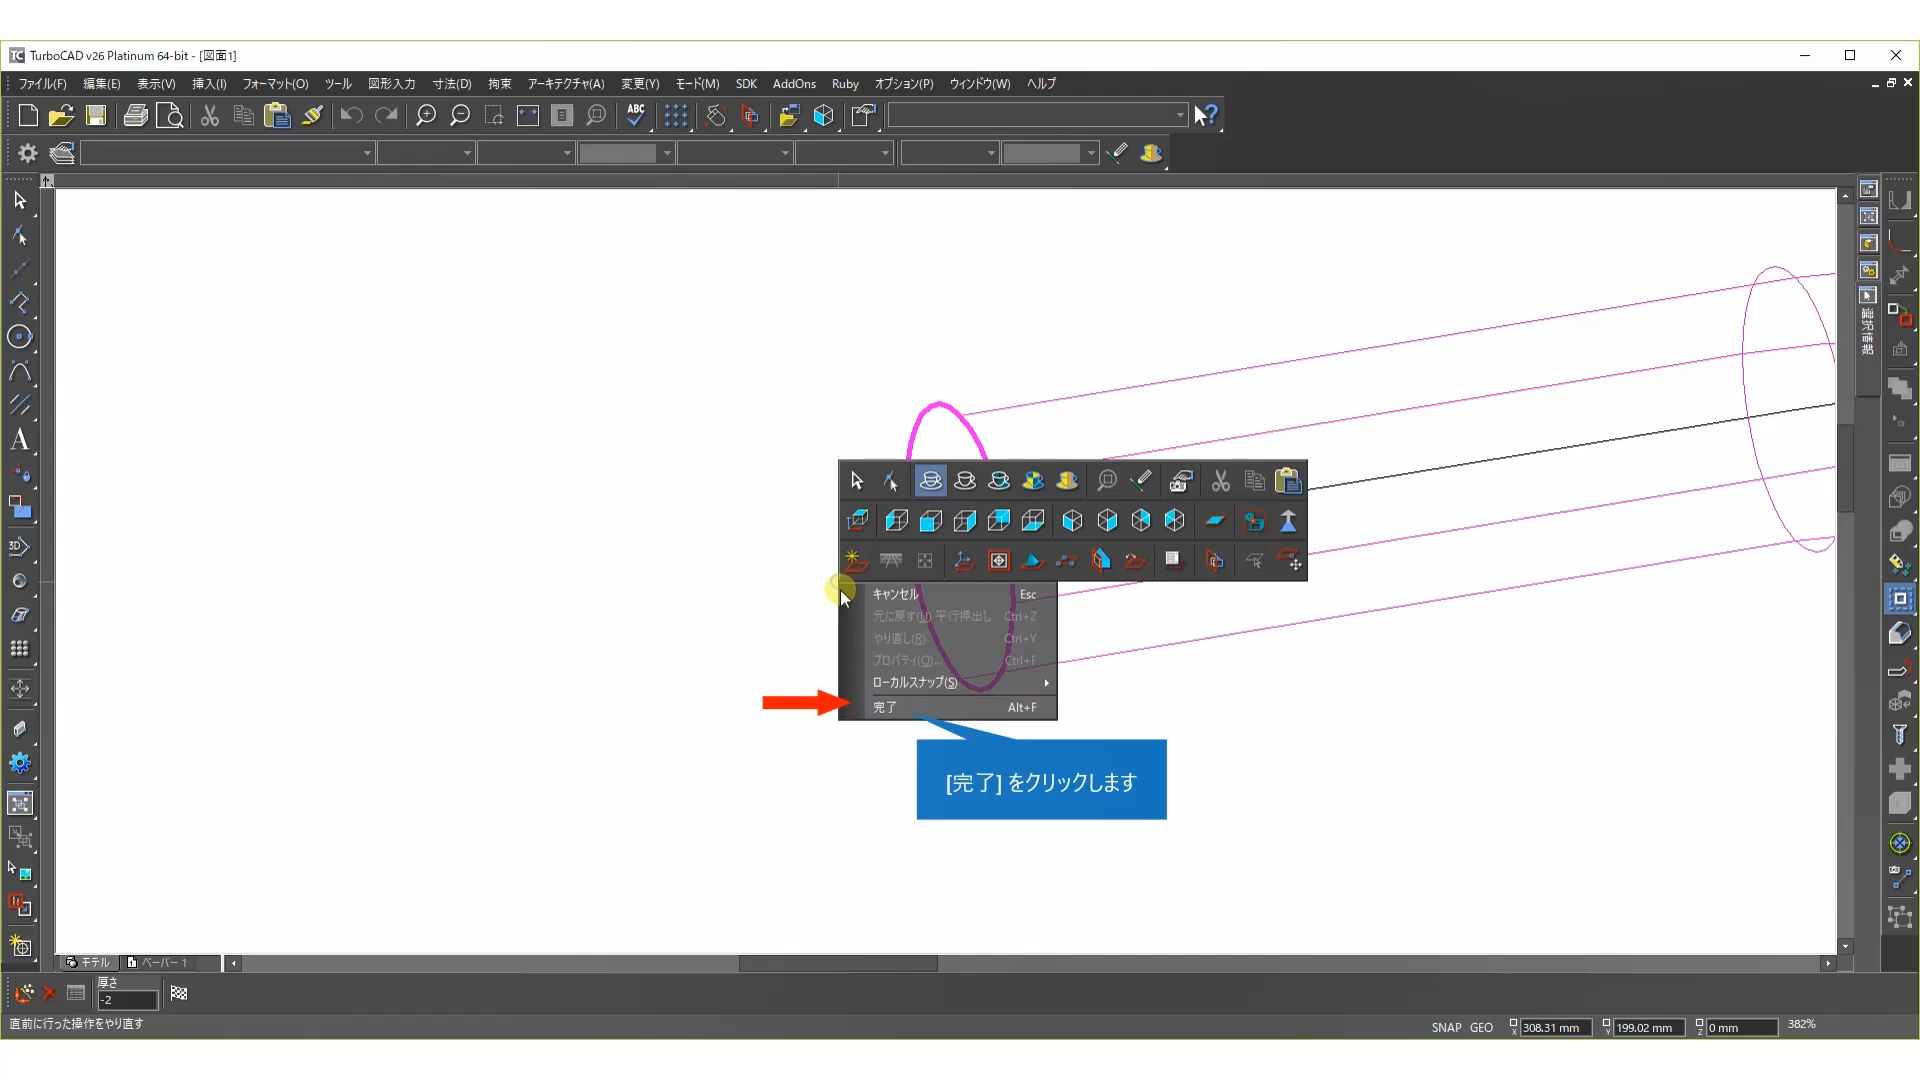 TurboCAD v26 Platinum 64-bit - [図面1]
ファイル(F) 編集(E) 表示(V) 挿入(I) フォーマット(O) ツール 図形入力 寸法(D) 拘束 アーキテクチャ(A) 変更(Y) モード(M) SDK AddOns Ruby オプション(P) ウィンドウ(W) ヘルプ
ABC
選択情報
A
3D
キャンセル Esc
元に戻す(U) 平行押出し Ctrl+Z
やり直し(R) Ctrl+Y
プロパティ(O)... Ctrl+F
ローカルスナップ(S)
完了 Alt+F
[完了] をクリックします
モデル ペーパー 1
厚さ
-2
直前に行った操作をやり直す
SNAP GEO X 308.31 mm Y 199.02 mm Z 0 mm 382%